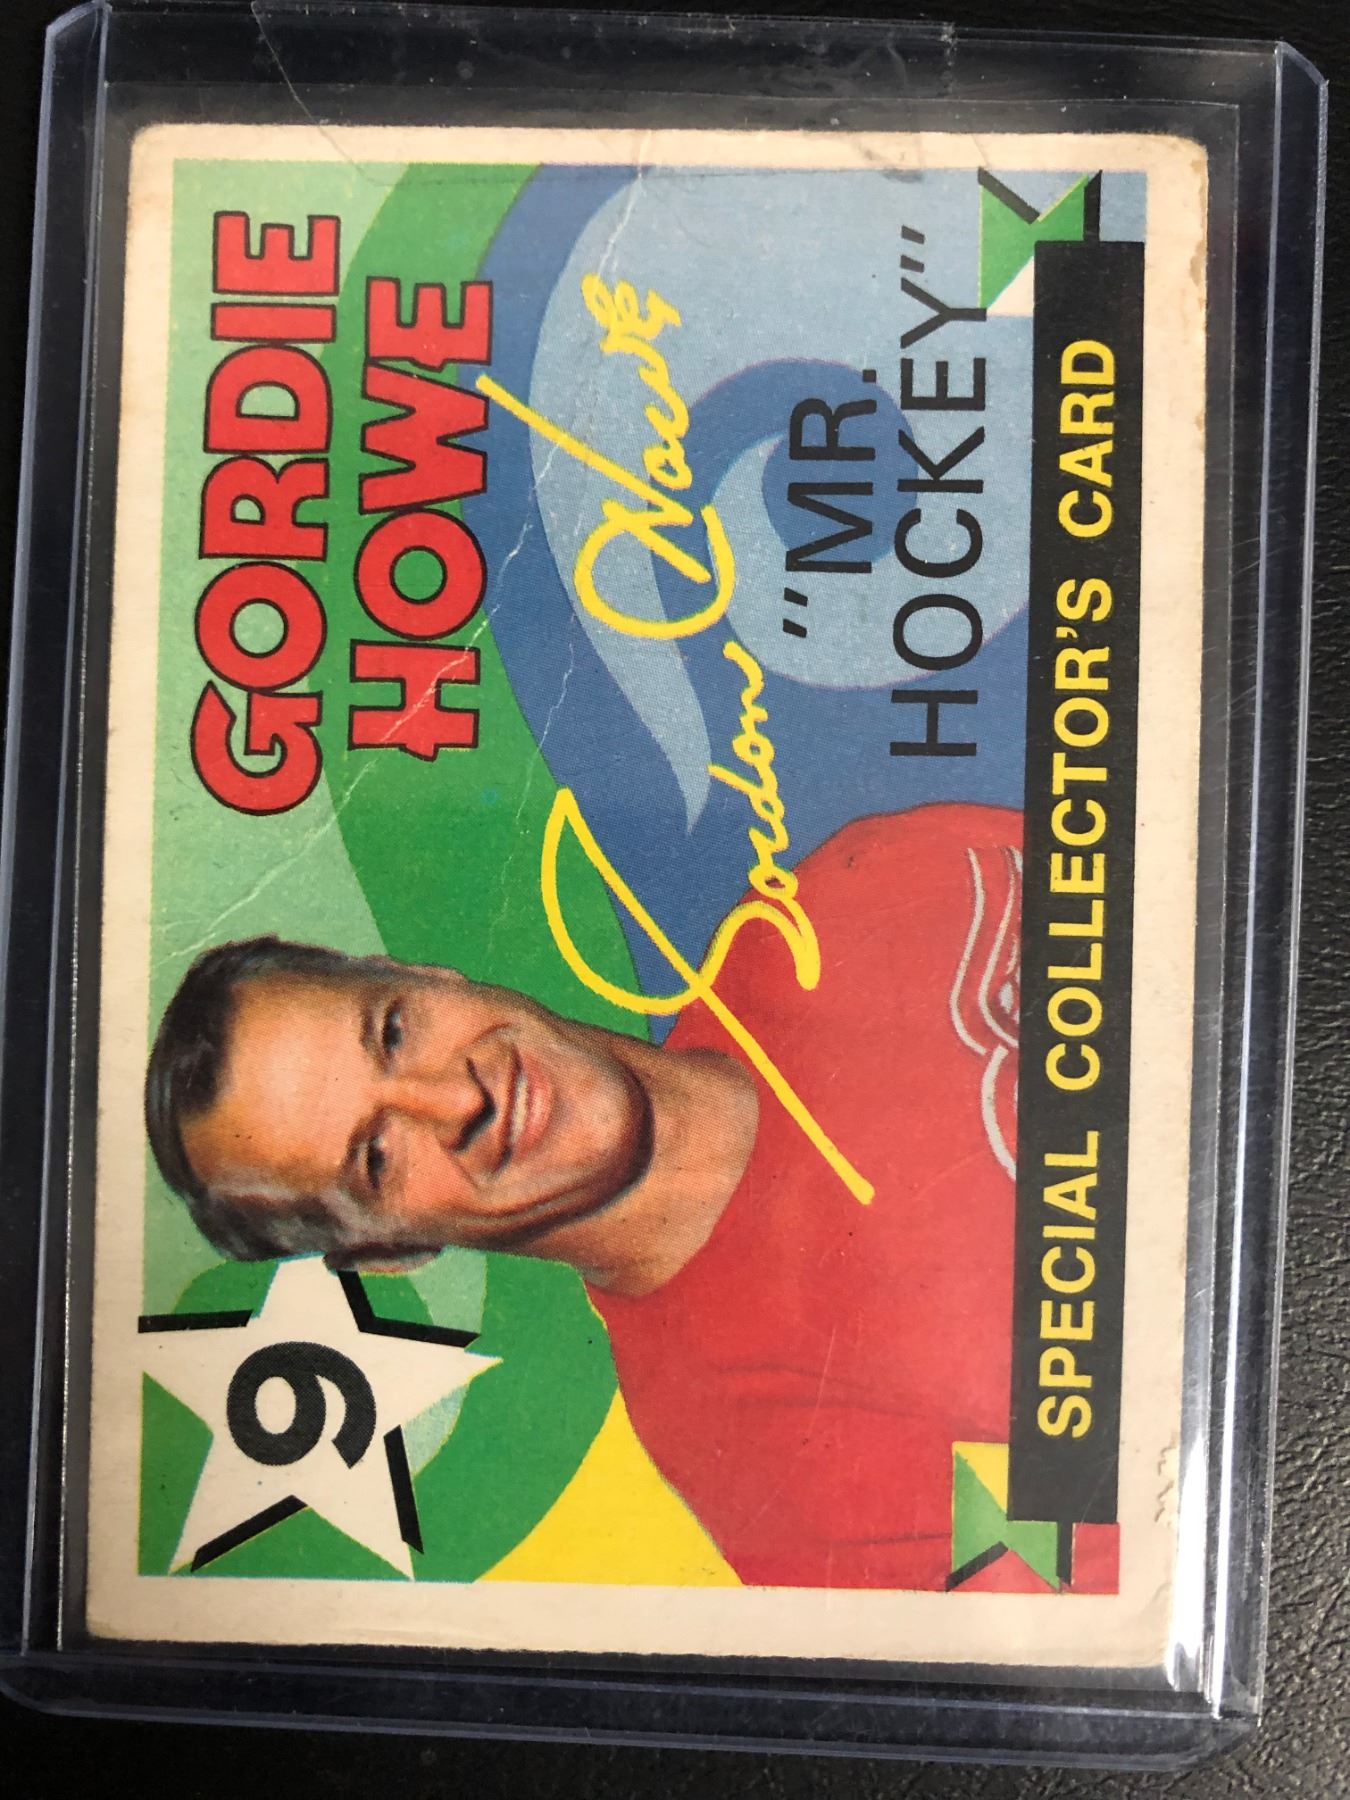 GORDIE
HOWE
9
Gordon Howe
"MR.
HOCKEY"
SPECIAL COLLECTOR'S CARD